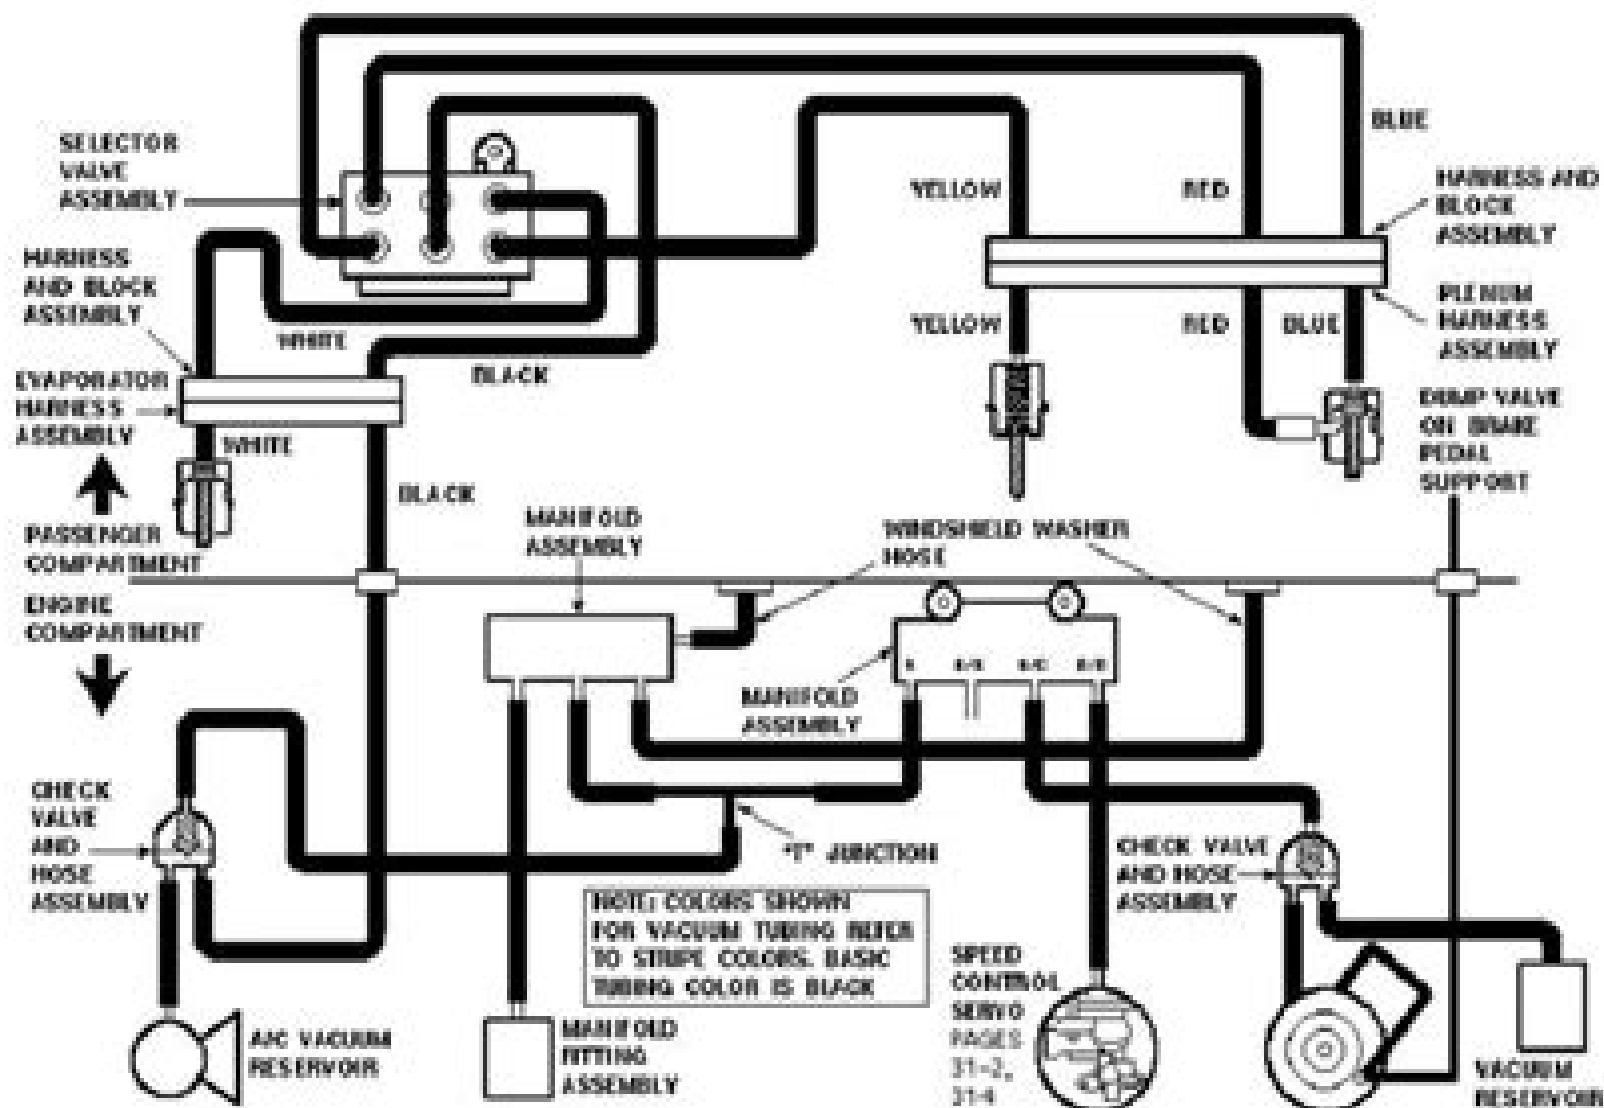 SELECTOR
VALVE
ASSEMBLY
HARNESS
AND BLOCK
ASSEMBLY
EVAPORATOR
HARNESS
ASSEMBLY
WHITE
WHITE
BLACK
BLACK
PASSENGER
COMPARTMENT
ENGINE
COMPARTMENT
YELLOW
RED
BLUE
HARNESS AND
BLOCK
ASSEMBLY
YELLOW
RED
BLUE
PLENUM
HARNESS
ASSEMBLY
DUMP VALVE
ON BRAKE
PEDAL
SUPPORT
MANIFOLD
ASSEMBLY
WINDSHIELD WASHER
HOSE
MANIFOLD
ASSEMBLY
CHECK
VALVE
AND
HOSE
ASSEMBLY
"T" JUNCTION
CHECK VALVE
AND HOSE
ASSEMBLY
NOTE: COLORS SHOWN
FOR VACUUM TUBING REFER
TO STRIPE COLORS. BASIC
TUBING COLOR IS BLACK
SPEED
CONTROL
SERVO
PAGES
31-2,
31-4
A/C VACUUM
RESERVOIR
MANIFOLD
FITTING
ASSEMBLY
VACUUM
RESERVOIR